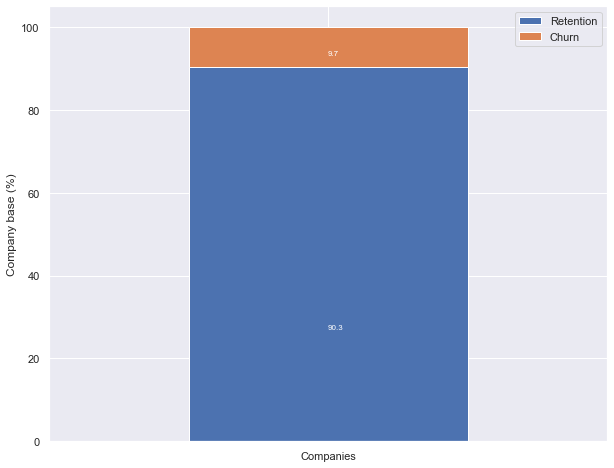 Retention
Churn
Company base (%)
100
80
60
40
20
0
9.7
90.3
Companies